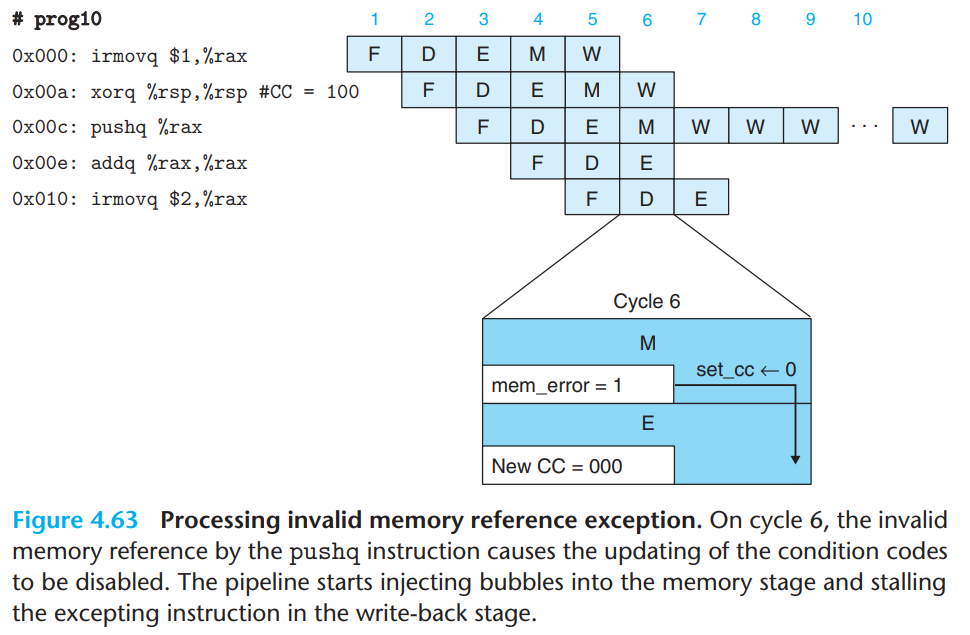 # prog10 1 2 3 4 5 6 7 8 9 10
0x000: irmovq $1,%rax F D E M W
0x00a: xorq %rsp,%rsp #CC = 100 F D E M W
0x00c: pushq %rax F D E M W W W ... W
0x00e: addq %rax,%rax F D E
0x010: irmovq $2,%rax F D E
Cycle 6
M
set_cc ← 0
mem_error = 1
E
New CC = 000
Figure 4.63 Processing invalid memory reference exception. On cycle 6, the invalid
memory reference by the pushq instruction causes the updating of the condition codes
to be disabled. The pipeline starts injecting bubbles into the memory stage and stalling
the excepting instruction in the write-back stage.